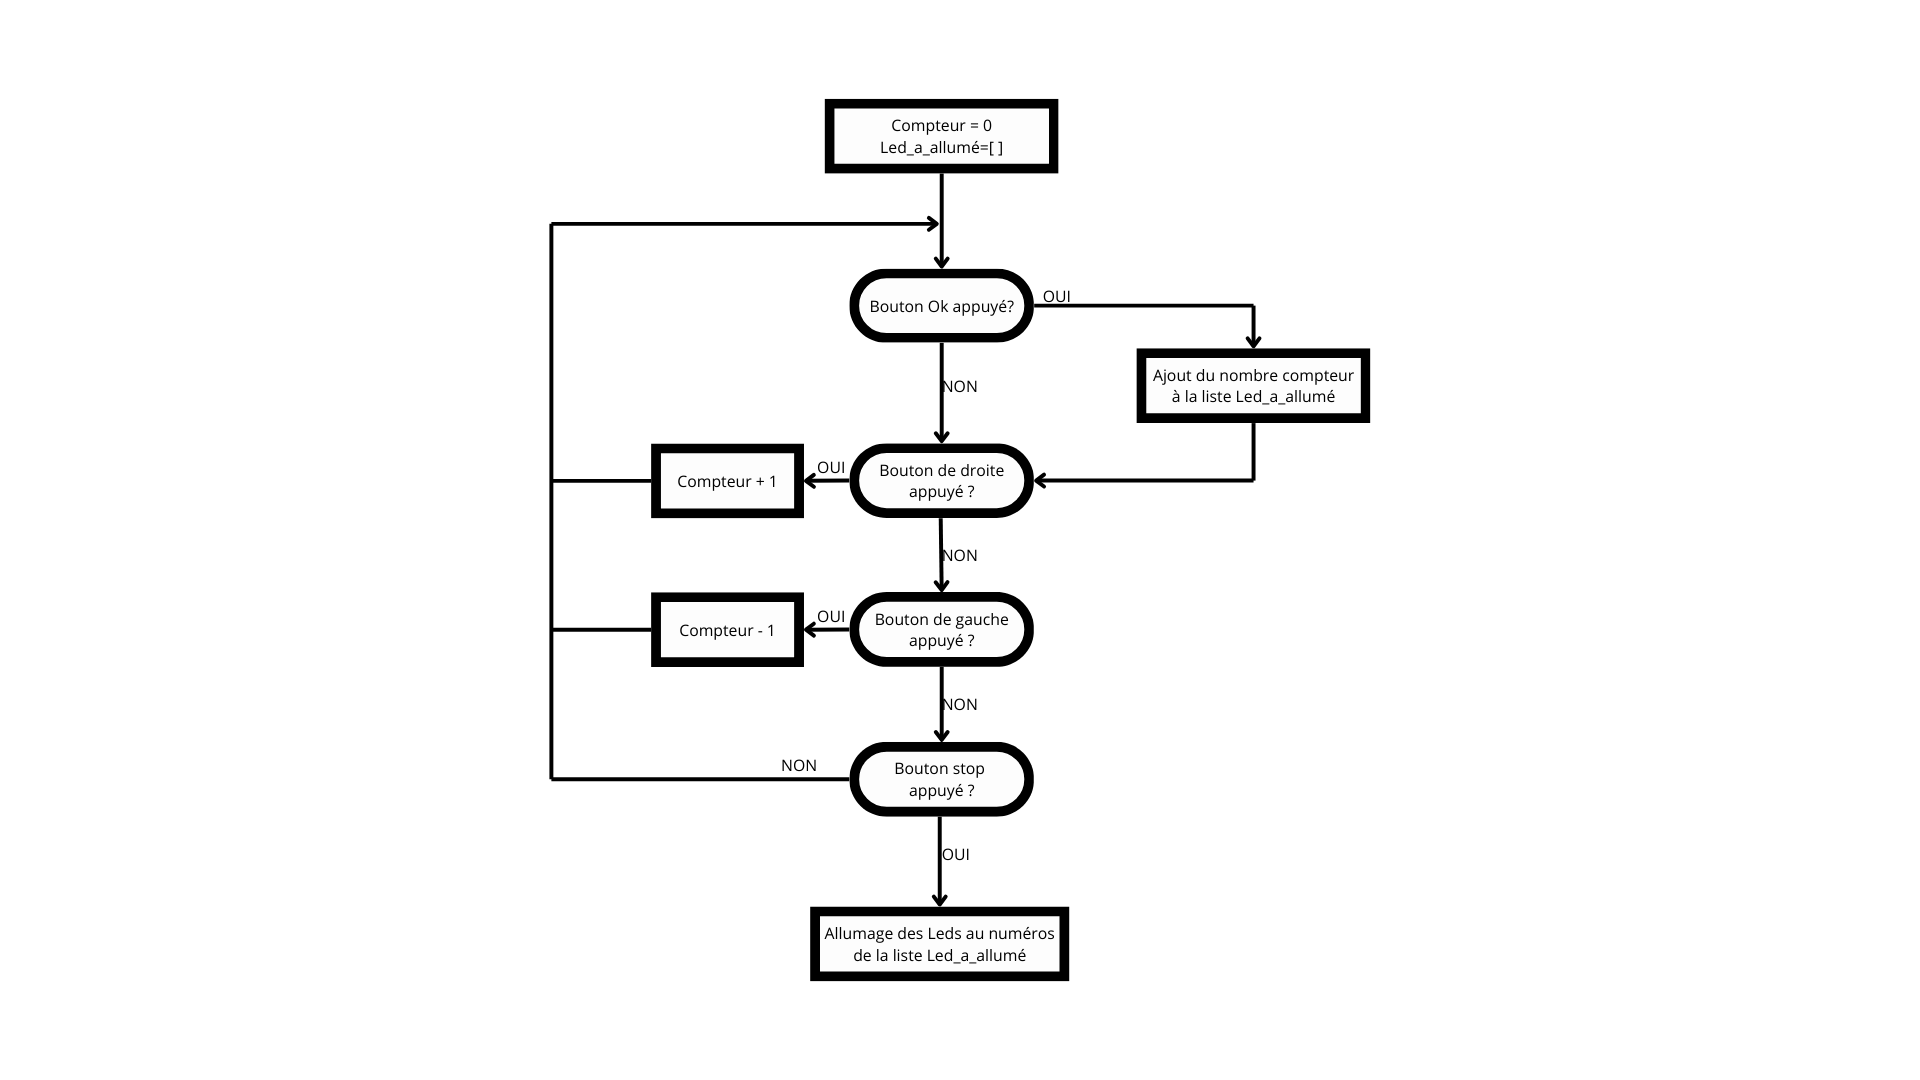 Compteur = 0
Led_a_allumé=[ ]
Bouton Ok appuyé?
OUI
Ajout du nombre compteur
à la liste Led_a_allumé
NON
Bouton de droite
appuyé ?
OUI
Compteur + 1
NON
Bouton de gauche
appuyé ?
OUI
Compteur - 1
NON
Bouton stop
appuyé ?
NON
OUI
Allumage des Leds au numéros
de la liste Led_a_allumé